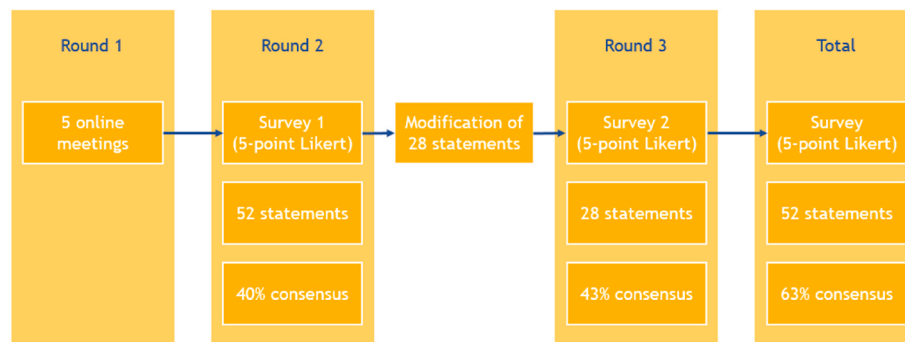 Round 1
Round 2
Round 3
Total
5 online
meetings
Survey 1
(5-point Likert)
Modification of
28 statements
Survey 2
(5-point Likert)
Survey
(5-point Likert)
52 statements
28 statements
52 statements
40% consensus
43% consensus
63% consensus